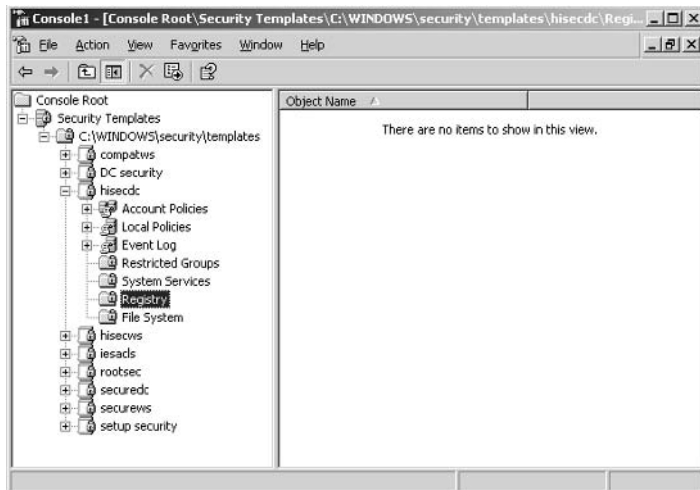 Console1 - [Console Root\Security Templates\C:\WINDOWS\security\templates\hisecdc\Regi...
File Action View Favorites Window Help
Console Root
Security Templates
C:\WINDOWS\security\templates
compatws
DC security
hisecdc
Account Policies
Local Policies
Event Log
Restricted Groups
System Services
Registry
File System
hisecws
iesacls
rootsec
securedc
securews
setup security
Object Name
There are no items to show in this view.